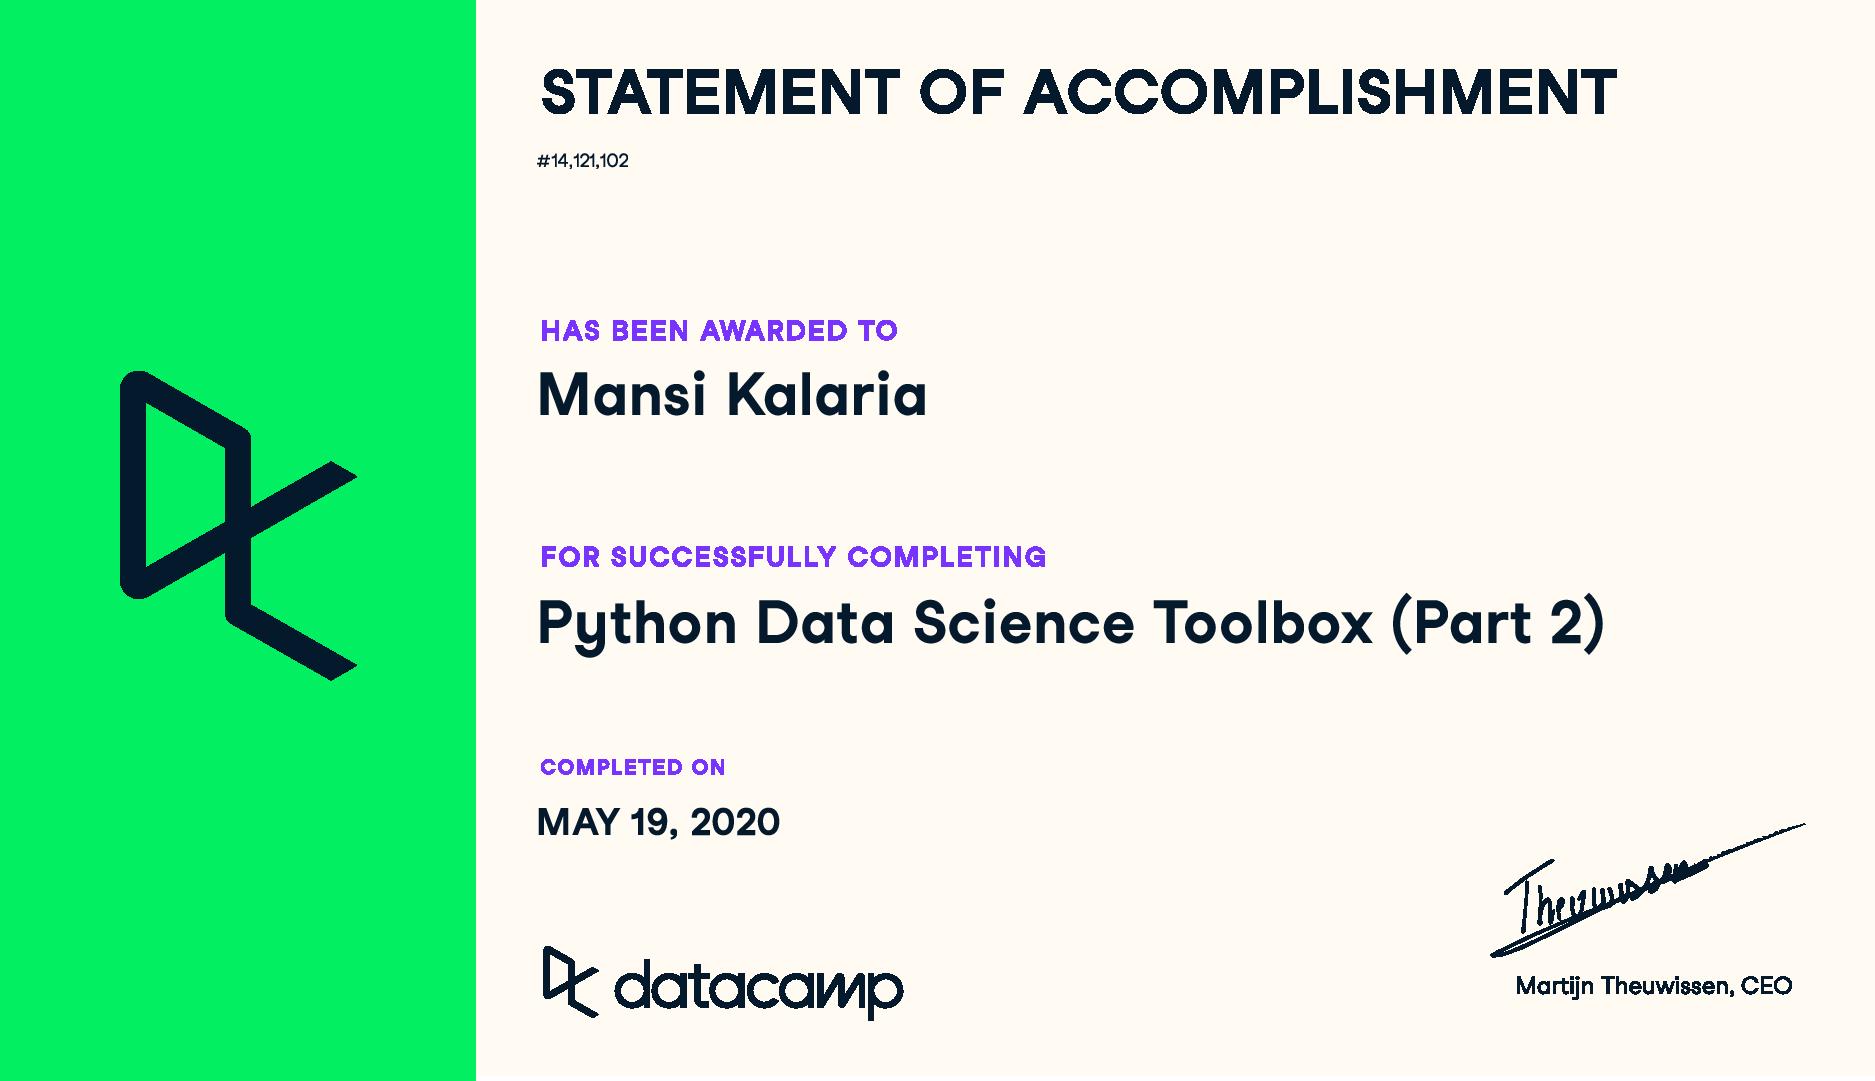 STATEMENT OF ACCOMPLISHMENT
#14,121,102
HAS BEEN AWARDED TO
Mansi Kalaria
FOR SUCCESSFULLY COMPLETING
Python Data Science Toolbox (Part 2)
COMPLETED ON
MAY 19, 2020
Theuwissen
datacamp
Martijn Theuwissen, CEO